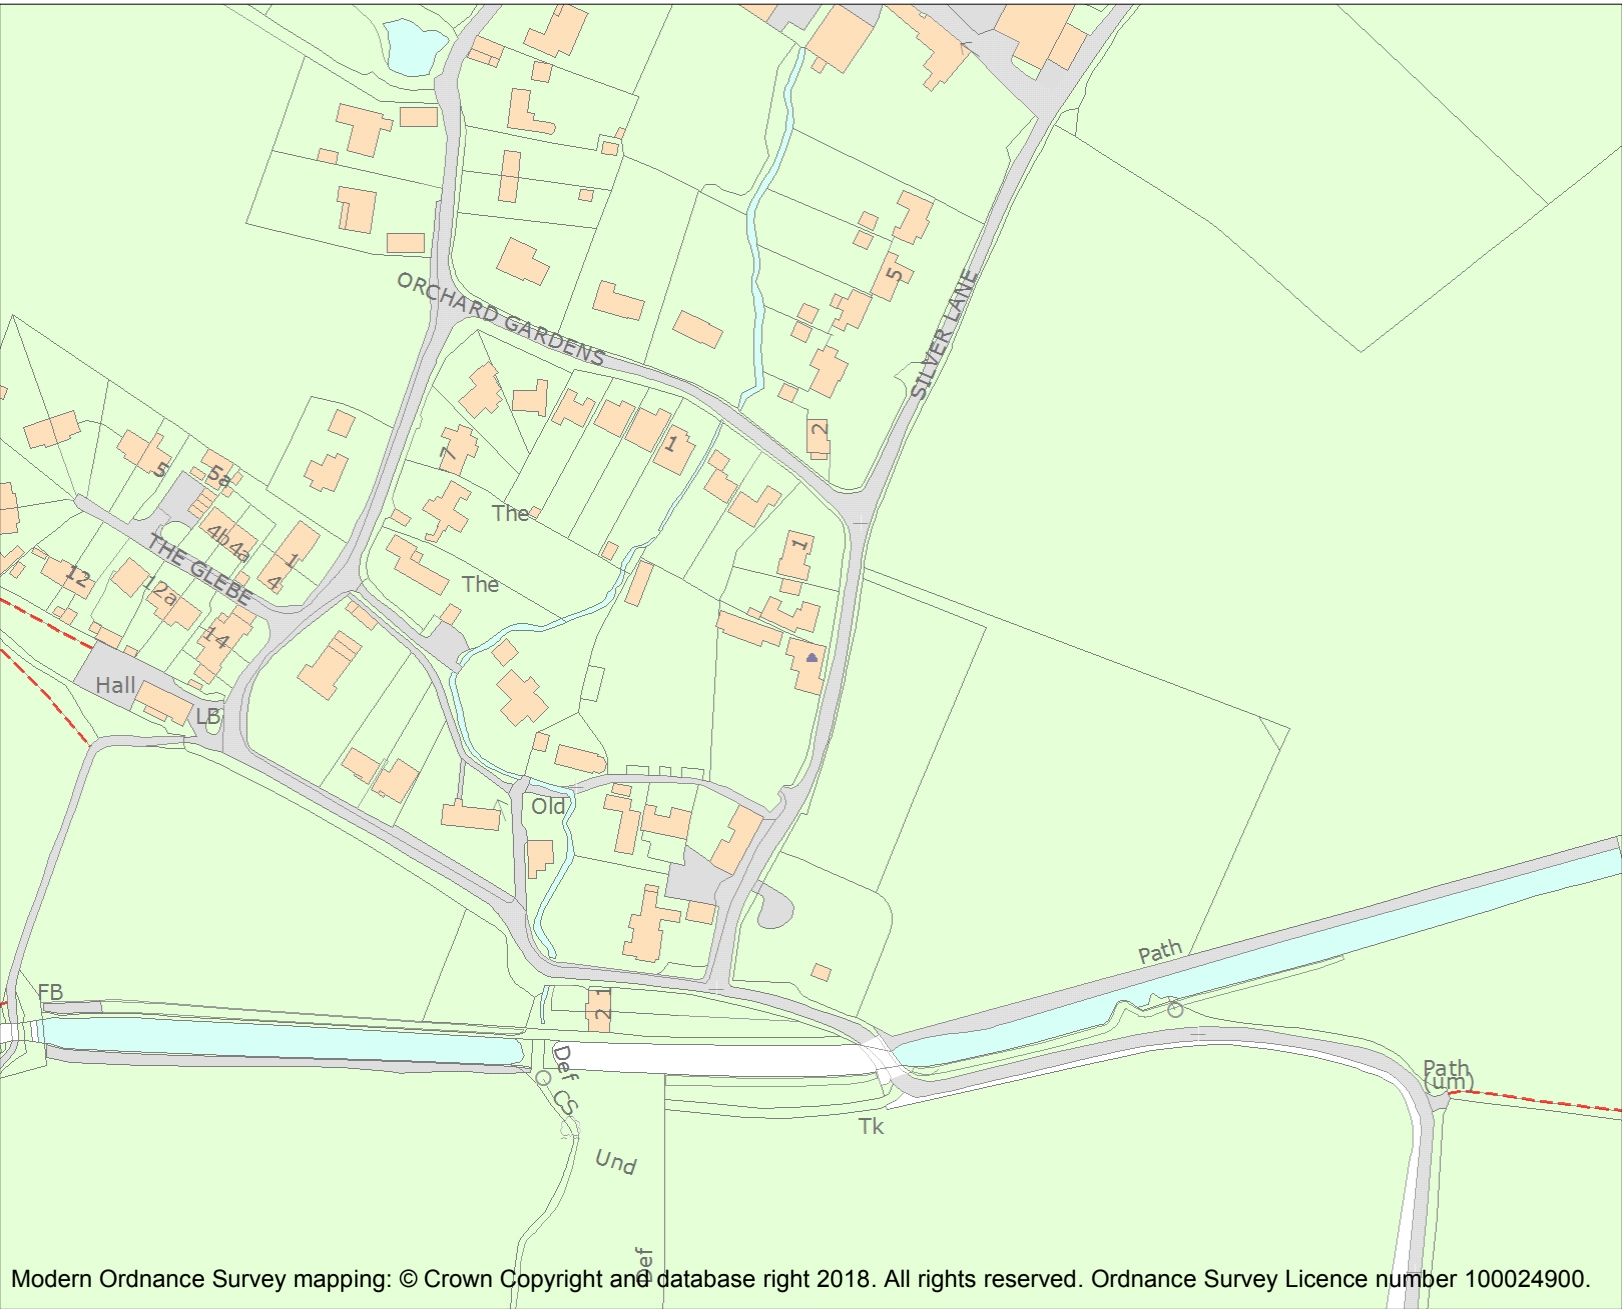 ORCHARD GARDENS
5
SILVER LANE
2
1
7
5
5a
The
4b
4a
1
THE GLEBE
1
4
12
12a
The
14
Hall
LB
Old
Path
FB
1
2
Def
CS
Path
(um)
Tk
Und
Def
Modern Ordnance Survey mapping: © Crown Copyright and database right 2018. All rights reserved. Ordnance Survey Licence number 100024900.